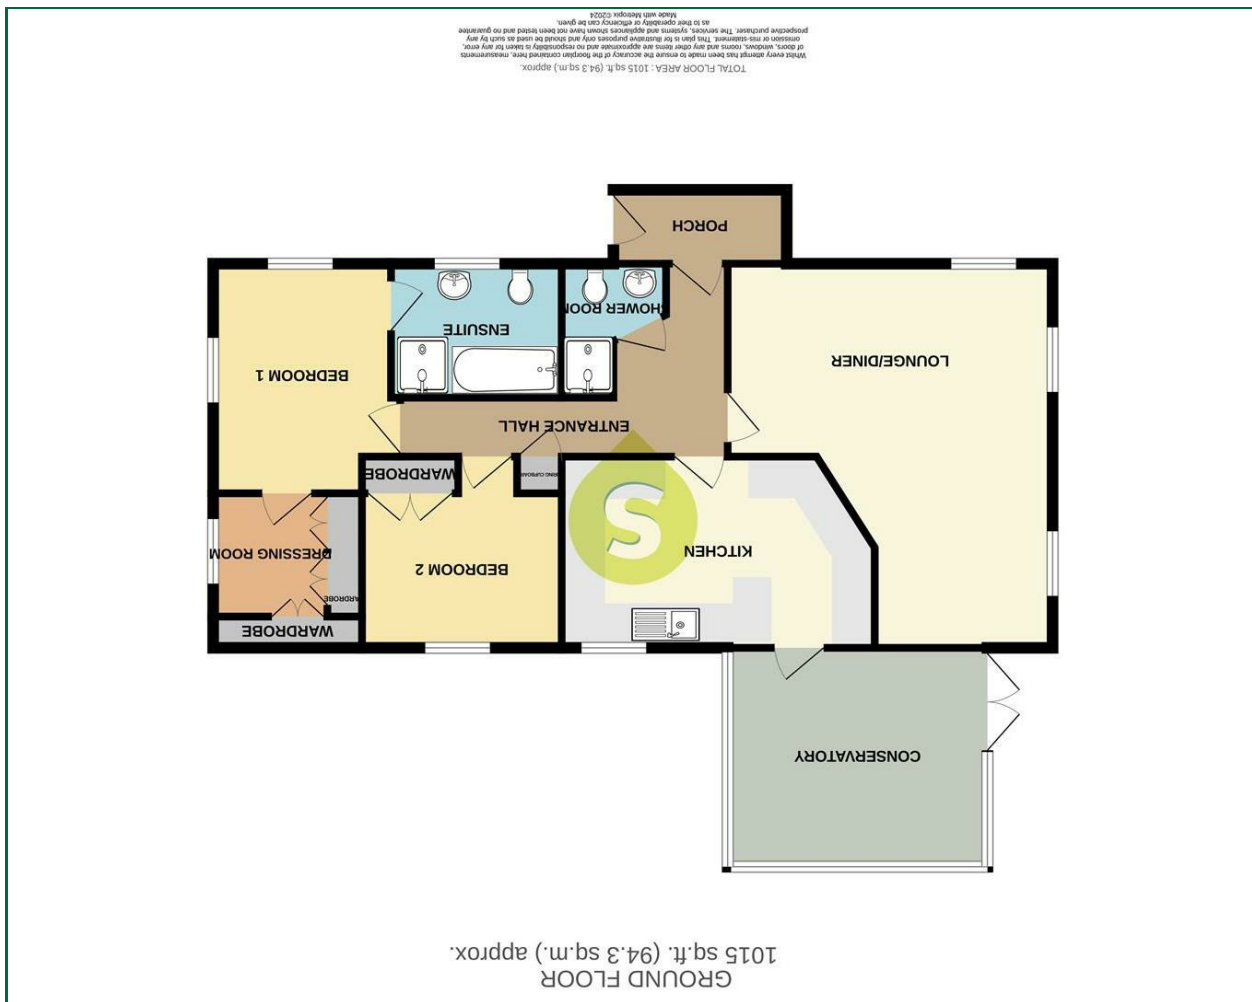 GROUND FLOOR
1015 sq.ft. (94.3 sq.m.) approx.
CONSERVATORY
WARDROBE
WARDROBE
BEDROOM 2
DRESSING ROOM
KITCHEN
WARDROBE
ENTRANCE HALL
BEDROOM 1
LOUNGE/DINER
ENSUITE
SHOWER ROOM
PORCH
S
TOTAL FLOOR AREA : 1015 sq.ft. (94.3 sq.m.) approx.
Whilst every attempt has been made to ensure the accuracy of the floorplan contained here, measurements
of doors, windows, rooms and any other items are approximate and no responsibility is taken for any error,
omission or mis-statement. This plan is for illustrative purposes only and should be used as such by any
prospective purchaser. The services, systems and appliances shown have not been tested and no guarantee
as to their operability or efficiency can be given.
Made with Metropix ©2024